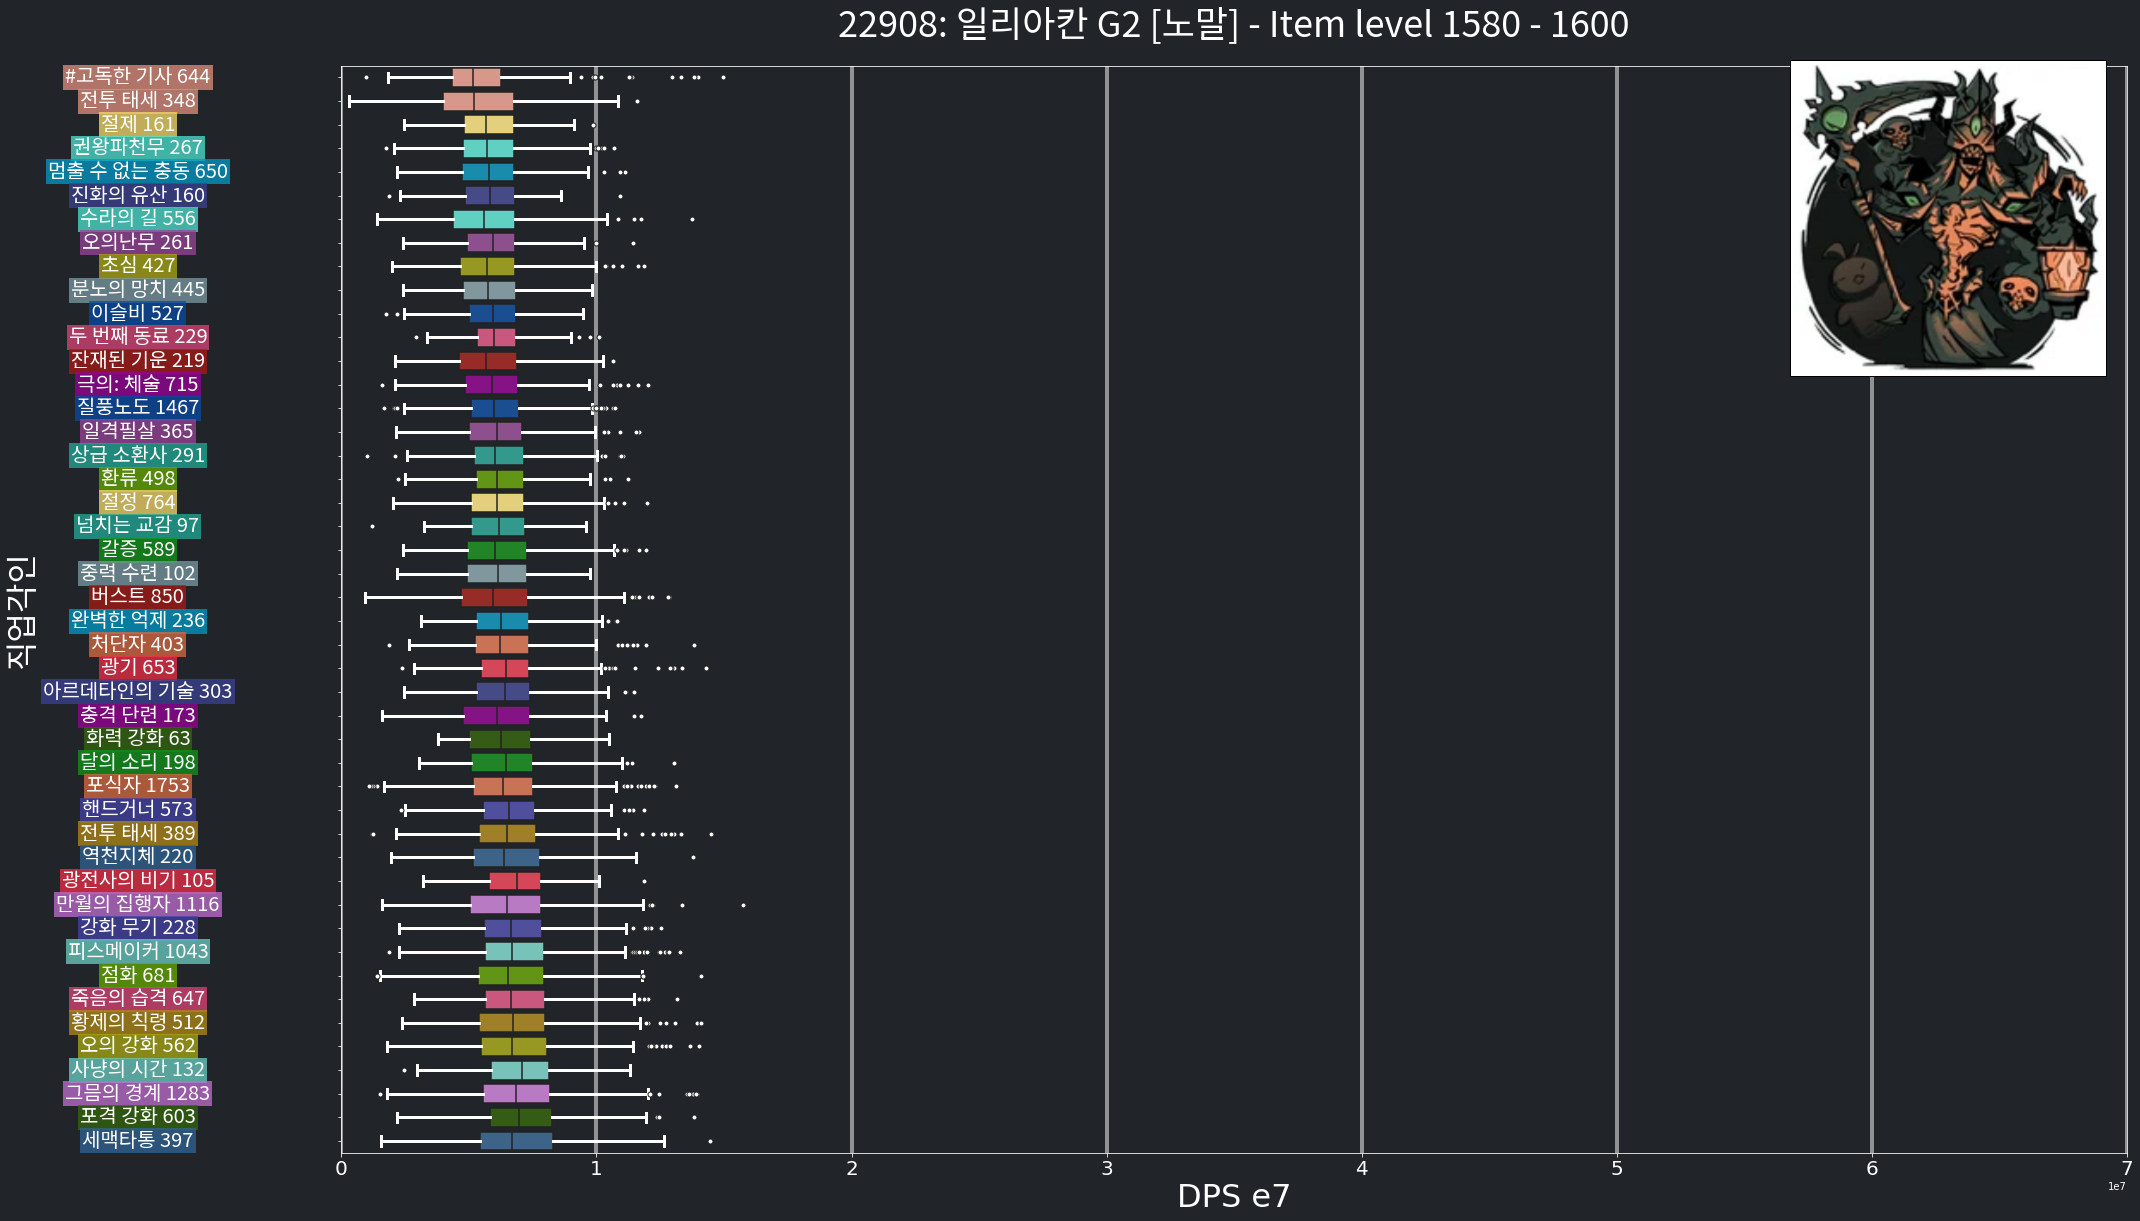 22908: 일리아칸 G2 [노말] - Item level 1580 - 1600
#고독한 기사 644
전투 태세 348
절제 161
권왕파천무 267
멈출 수 없는 충동 650
진화의 유산 160
수라의 길 556
오의난무 261
초심 427
분노의 망치 445
이슬비 527
두 번째 동료 229
잔재된 기운 219
극의: 체술 715
질풍노도 1467
일격필살 365
상급 소환사 291
환류 498
절정 764
넘치는 교감 97
갈증 589
중력 수련 102
버스트 850
완벽한 억제 236
처단자 403
광기 653
아르데타인의 기술 303
충격 단련 173
화력 강화 63
달의 소리 198
포식자 1753
핸드거너 573
전투 태세 389
역천지체 220
광전사의 비기 105
만월의 집행자 1116
강화 무기 228
피스메이커 1043
점화 681
죽음의 습격 647
황제의 칙령 512
오의 강화 562
사냥의 시간 132
그믐의 경계 1283
포격 강화 603
세맥타통 397
직업각인
0 1 2 3 4 5 6 7
DPS e7
1e7